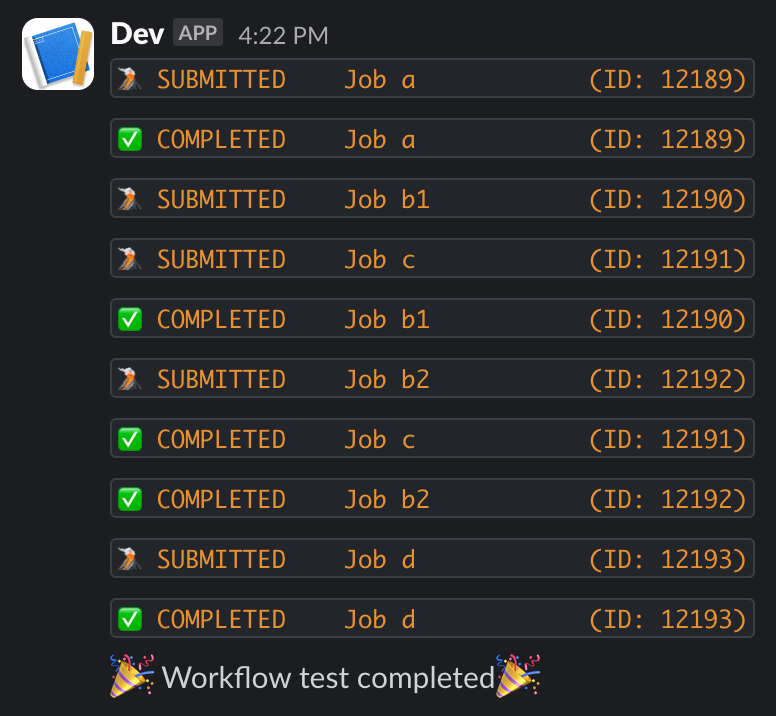 Dev APP 4:22 PM
🌋 SUBMITTED Job a (ID: 12189)
✅ COMPLETED Job a (ID: 12189)
🌋 SUBMITTED Job b1 (ID: 12190)
🌋 SUBMITTED Job c (ID: 12191)
✅ COMPLETED Job b1 (ID: 12190)
🌋 SUBMITTED Job b2 (ID: 12192)
✅ COMPLETED Job c (ID: 12191)
✅ COMPLETED Job b2 (ID: 12192)
🌋 SUBMITTED Job d (ID: 12193)
✅ COMPLETED Job d (ID: 12193)
🎉 Workflow test completed🎉